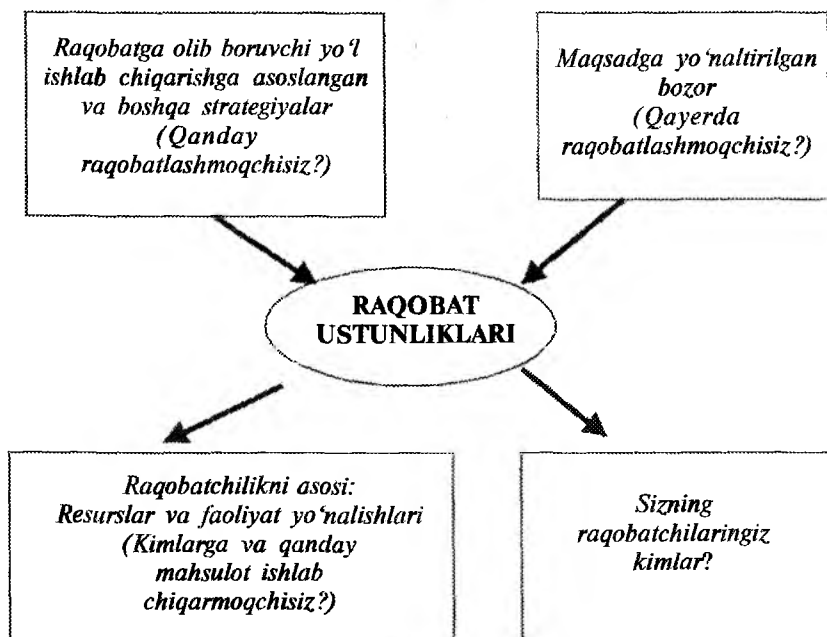 Raqobatga olib boruvchi yo‘l
ishlab chiqarishga asoslangan
va boshqa strategiyalar
(Qanday
raqobatlashmoqchisiz?)
Maqsadga yo‘naltirilgan
bozor
(Qayerda
raqobatlashmoqchisiz?)
RAQOBAT
USTUNLIKLARI
Raqobatchilikni asosi:
Resurslar va faoliyat yo‘nalishlari
(Kimlarga va qanday
mahsulot ishlab
chiqarmoqchisiz?)
Sizning
raqobatchilaringiz
kimlar?